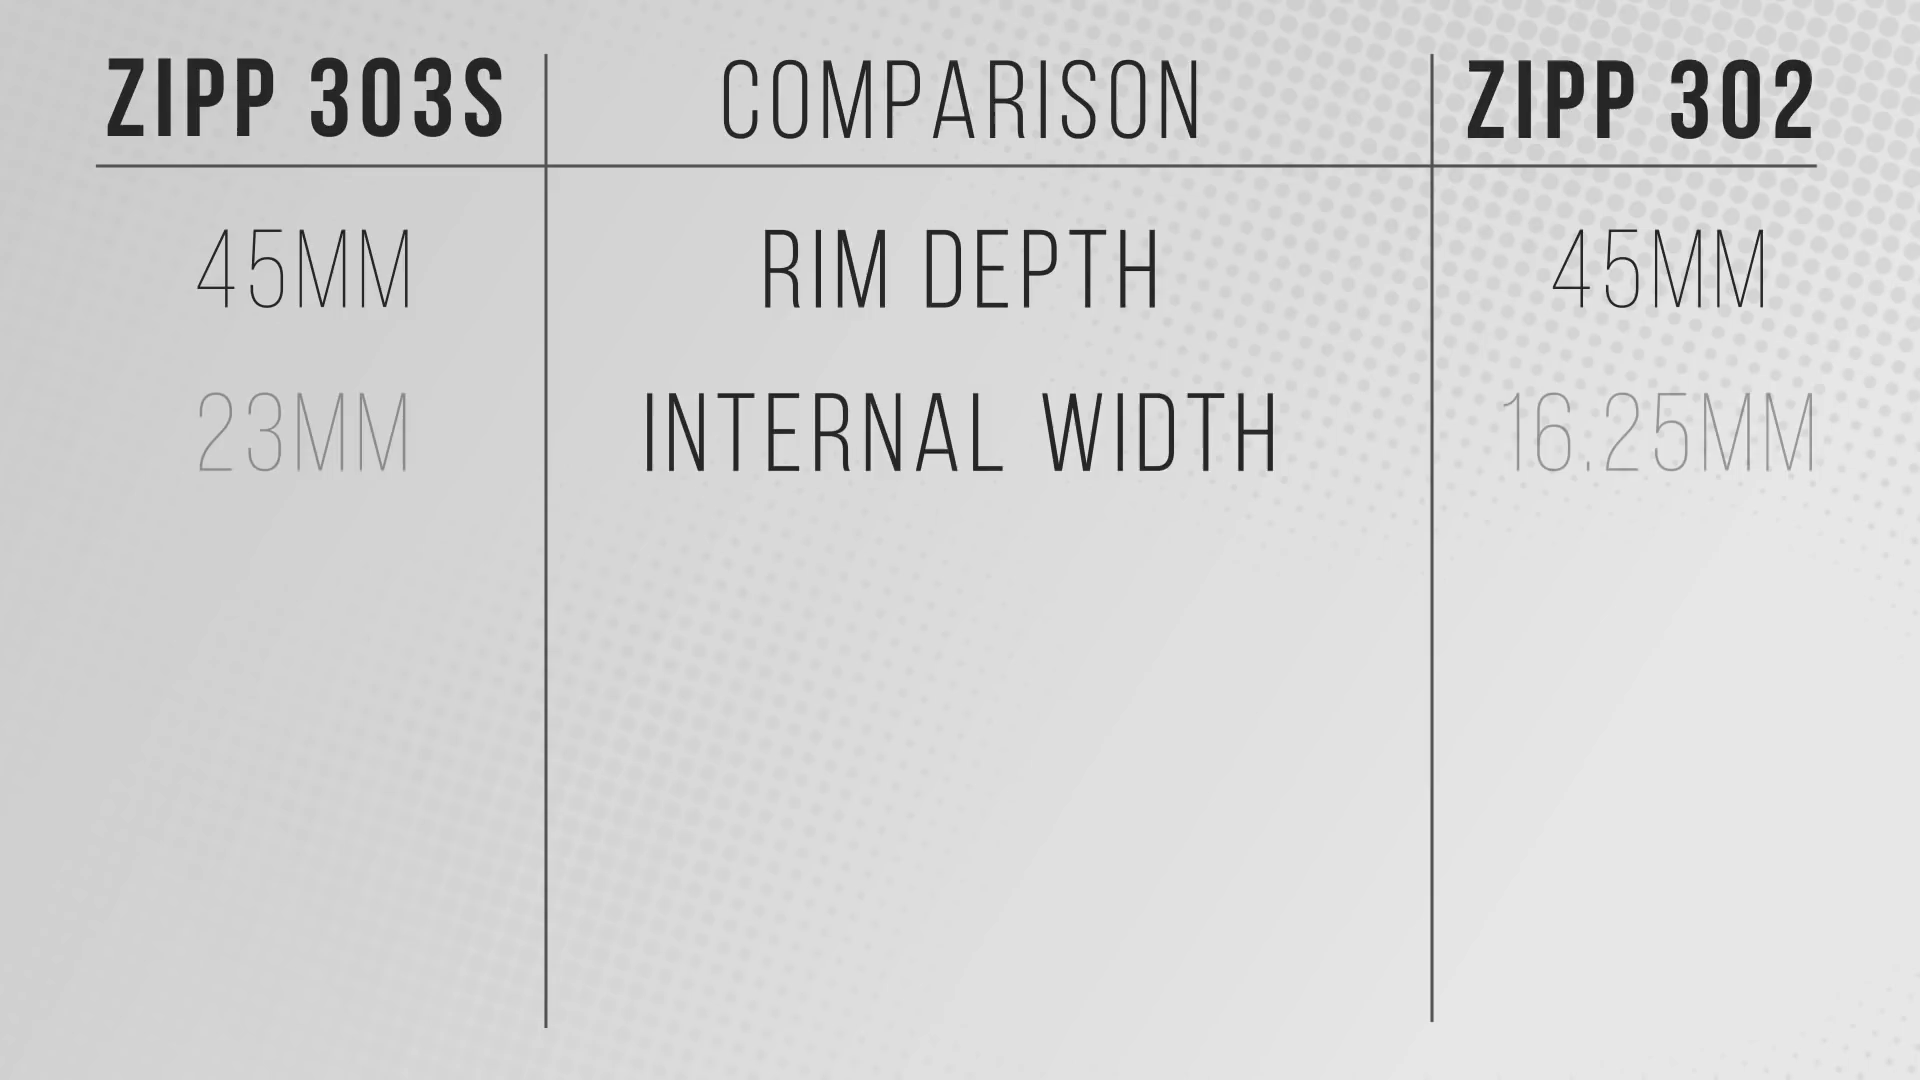 ZIPP 303S COMPARISON ZIPP 302
45MM RIM DEPTH 45MM
23MM INTERNAL WIDTH 16.25MM